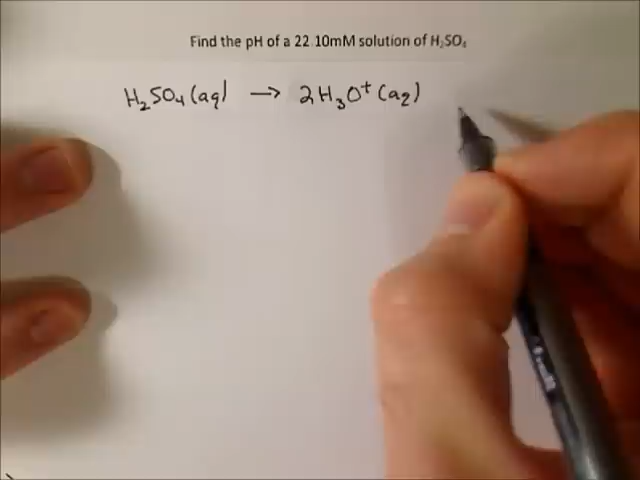 Find the pH of a 22.10mM solution of H₂SO₄
H₂SO₄(aq) → 2H₃O⁺(aq)